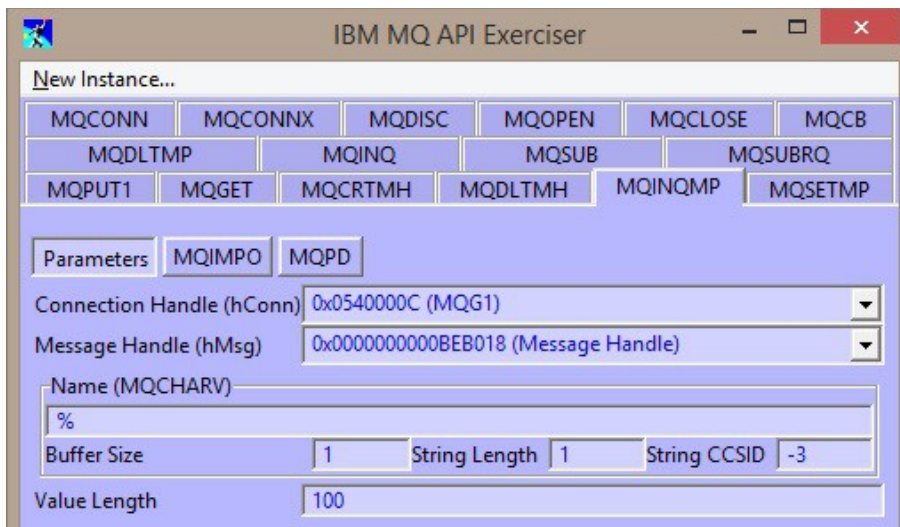 IBM MQ API Exerciser
New Instance...
MQCONN MQCONNX MQDISC MQOPEN MQCLOSE MQCB
MQDLTMP MQINQ MQSUB MQSUBRQ
MQPUT1 MQGET MQCRTMH MQDLTMH MQINQMP MQSETMP
Parameters MQIMPO MQPD
Connection Handle (hConn) 0x0540000C (MQG1)
Message Handle (hMsg) 0x0000000000BEB018 (Message Handle)
Name (MQCHARV)
%
Buffer Size 1 String Length 1 String CCSID -3
Value Length 100